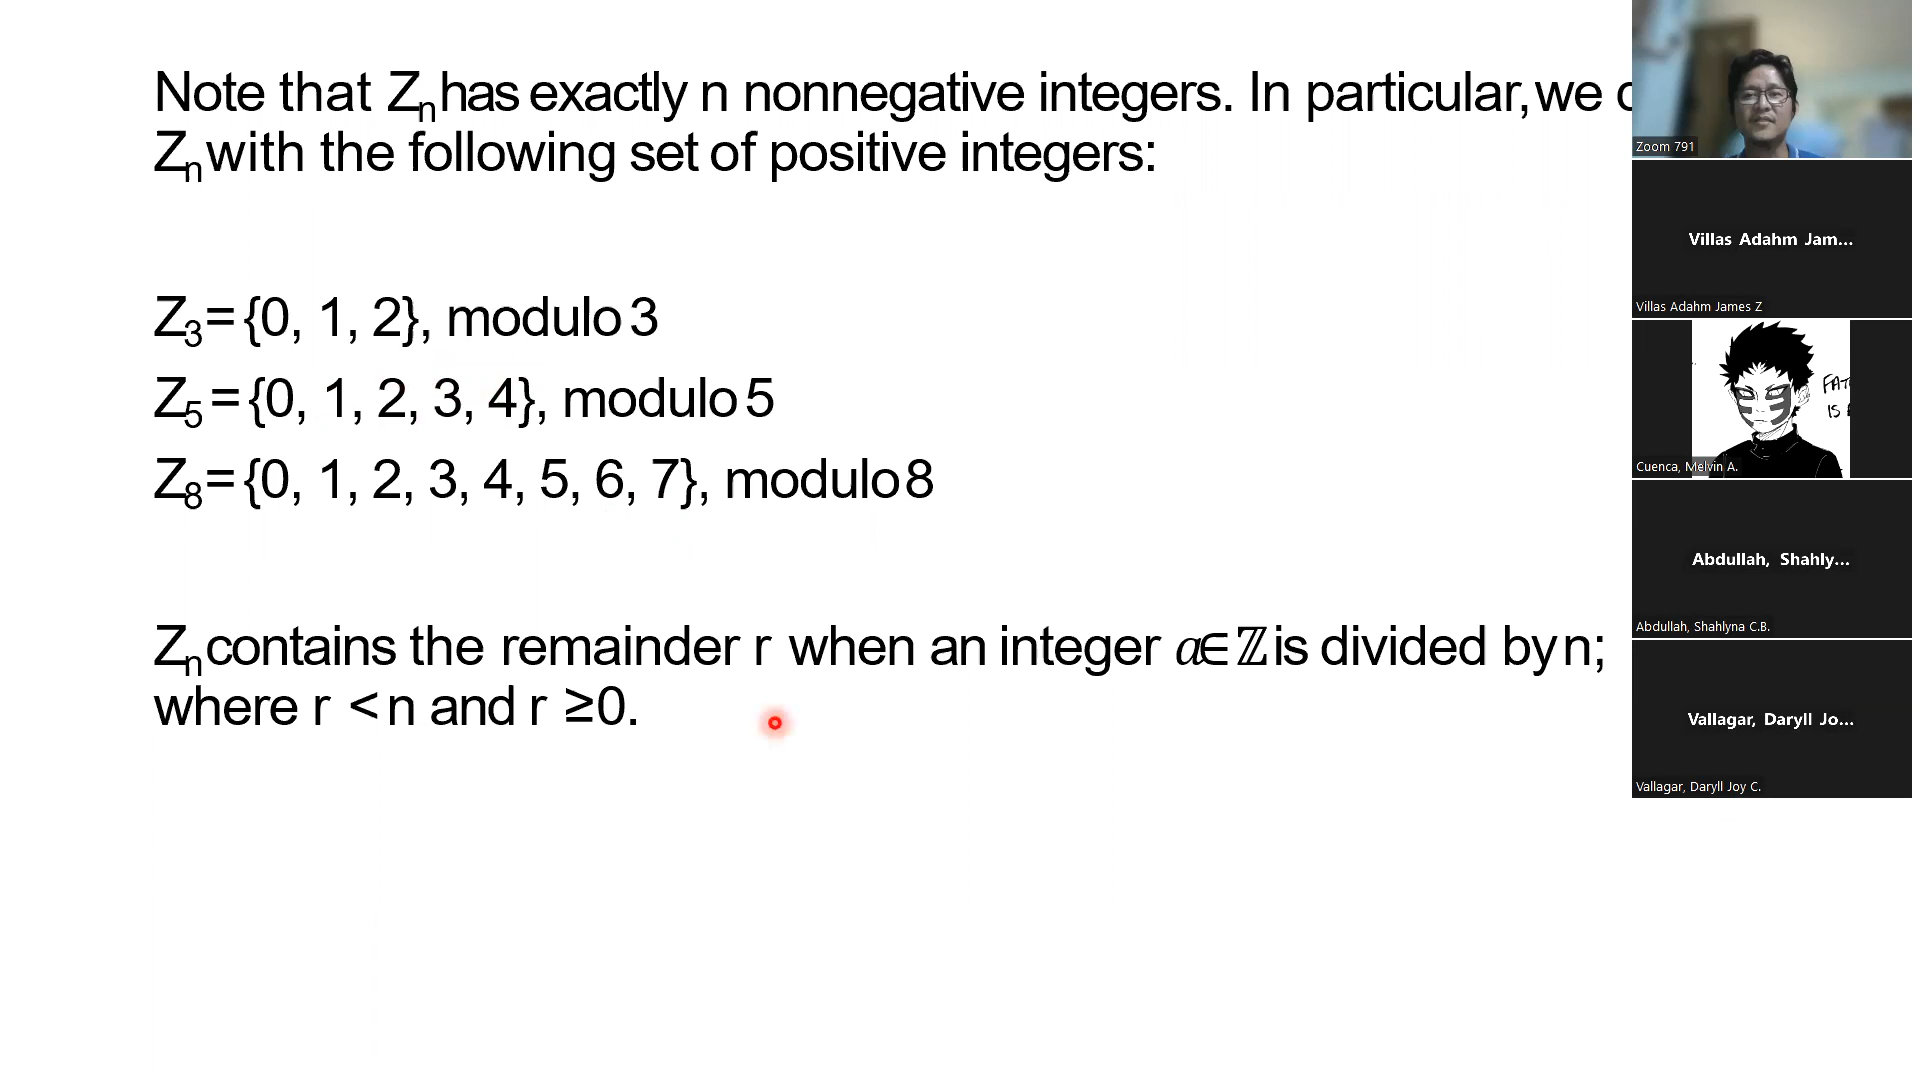 Note that Zn has exactly n nonnegative integers. In particular, we
Zn with the following set of positive integers:
Z3 = {0, 1, 2}, modulo 3
Z5 = {0, 1, 2, 3, 4}, modulo 5
Z8 = {0, 1, 2, 3, 4, 5, 6, 7}, modulo 8
Zn contains the remainder r when an integer a∈ℤ is divided by n;
where r < n and r ≥0.
Zoom 791
Villas Adahm Jam...
Villas Adahm James Z
IS
Cuenca, Melvin A.
Abdullah, Shahly...
Abdullah, Shahlyna C.B.
Vallagar, Daryll Jo...
Vallagar, Daryll Joy C.